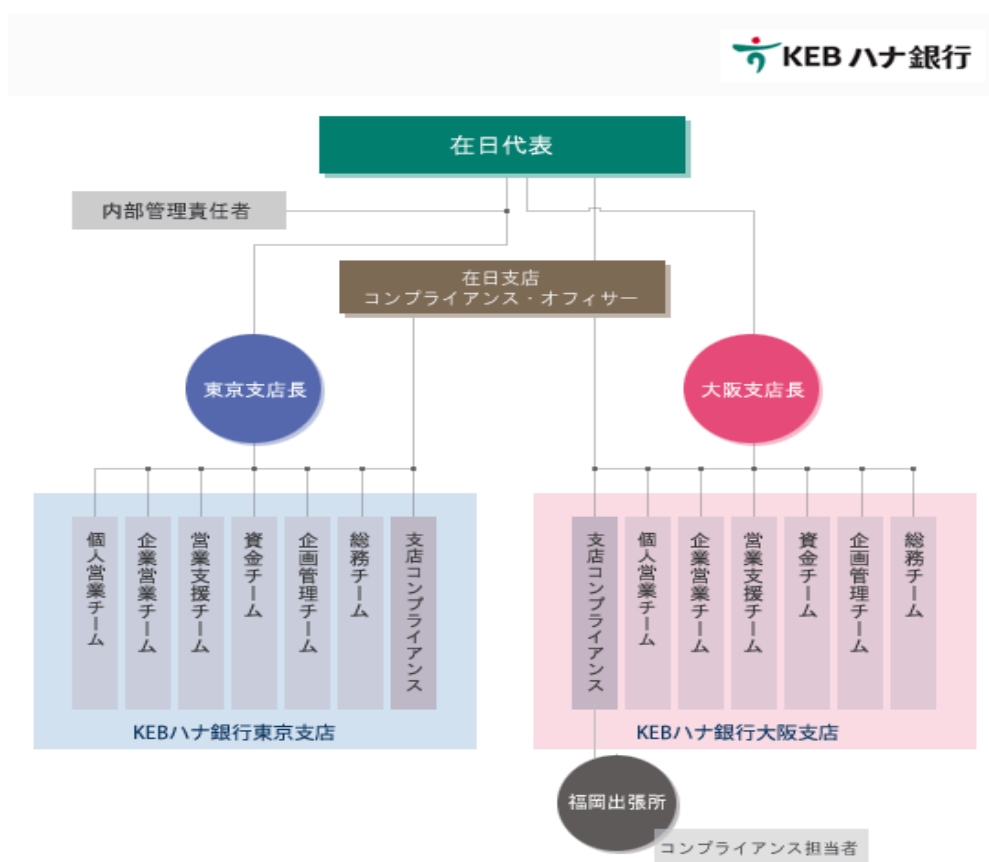 KEB ハナ銀行
在日代表
内部管理責任者
在日支店
コンプライアンス・オフィサー
東京支店長
大阪支店長
個人営業チーム
企業営業チーム
営業支援チーム
資金チーム
企画管理チーム
総務チーム
支店コンプライアンス
支店コンプライアンス
個人営業チーム
企業営業チーム
営業支援チーム
資金チーム
企画管理チーム
総務チーム
KEBハナ銀行東京支店
KEBハナ銀行大阪支店
福岡出張所
コンプライアンス担当者